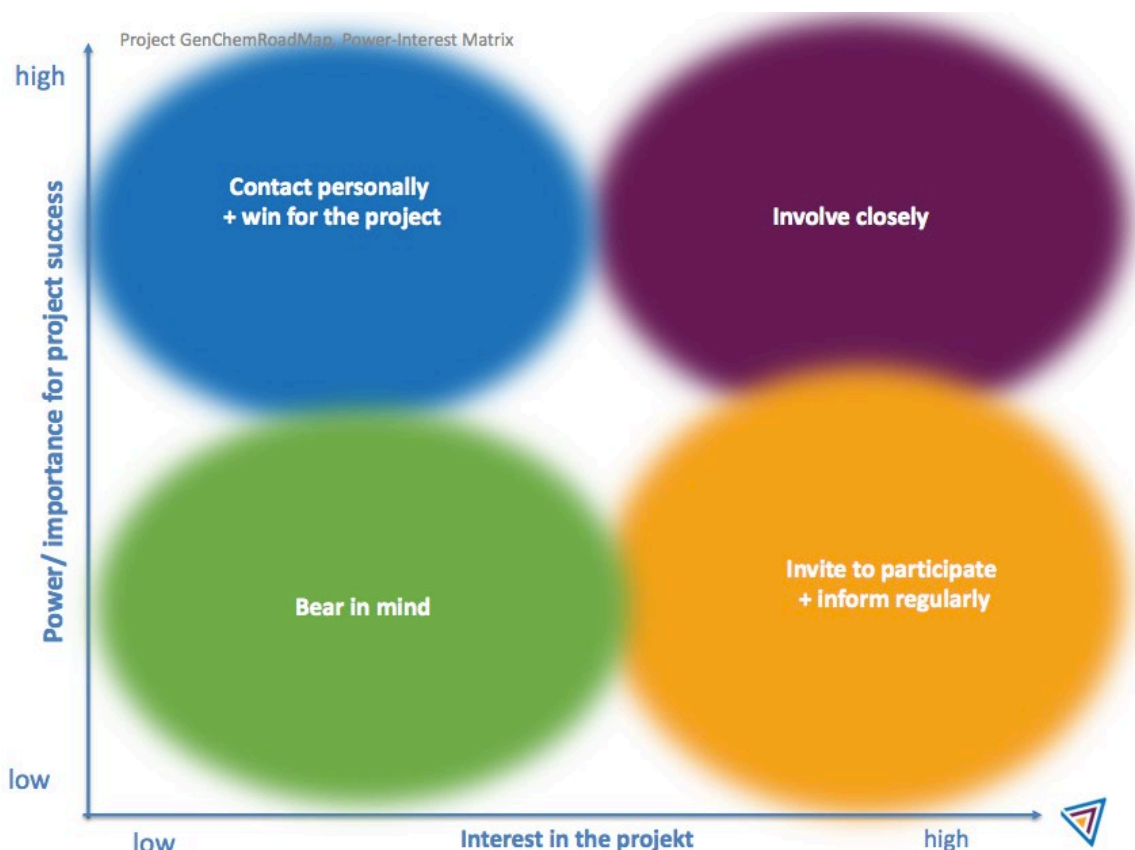 Project GenChemRoadMap, Power-Interest Matrix
high
Power/ importance for project success
Contact personally
+ win for the project
Involve closely
Bear in mind
Invite to participate
+ inform regularly
low
low
Interest in the projekt
high